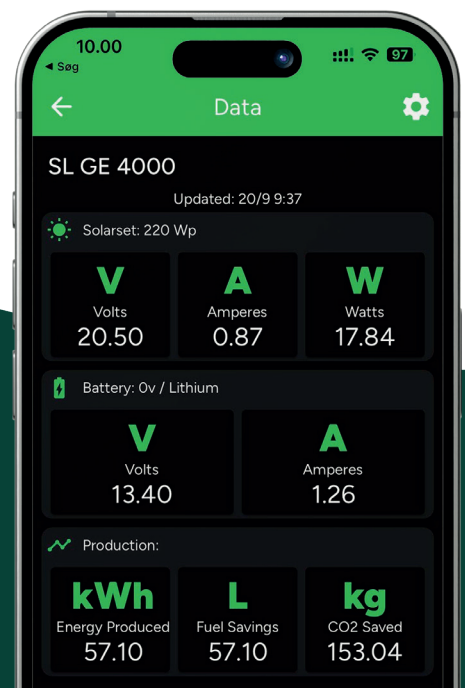 10.00
◀ Søg
97
Data
SL GE 4000
Updated: 20/9 9:37
Solarset: 220 Wp
V A W
Volts Amperes Watts
20.50 0.87 17.84
Battery: 0v / Lithium
V A
Volts Amperes
13.40 1.26
Production:
kWh L kg
Energy Produced Fuel Savings CO2 Saved
57.10 57.10 153.04